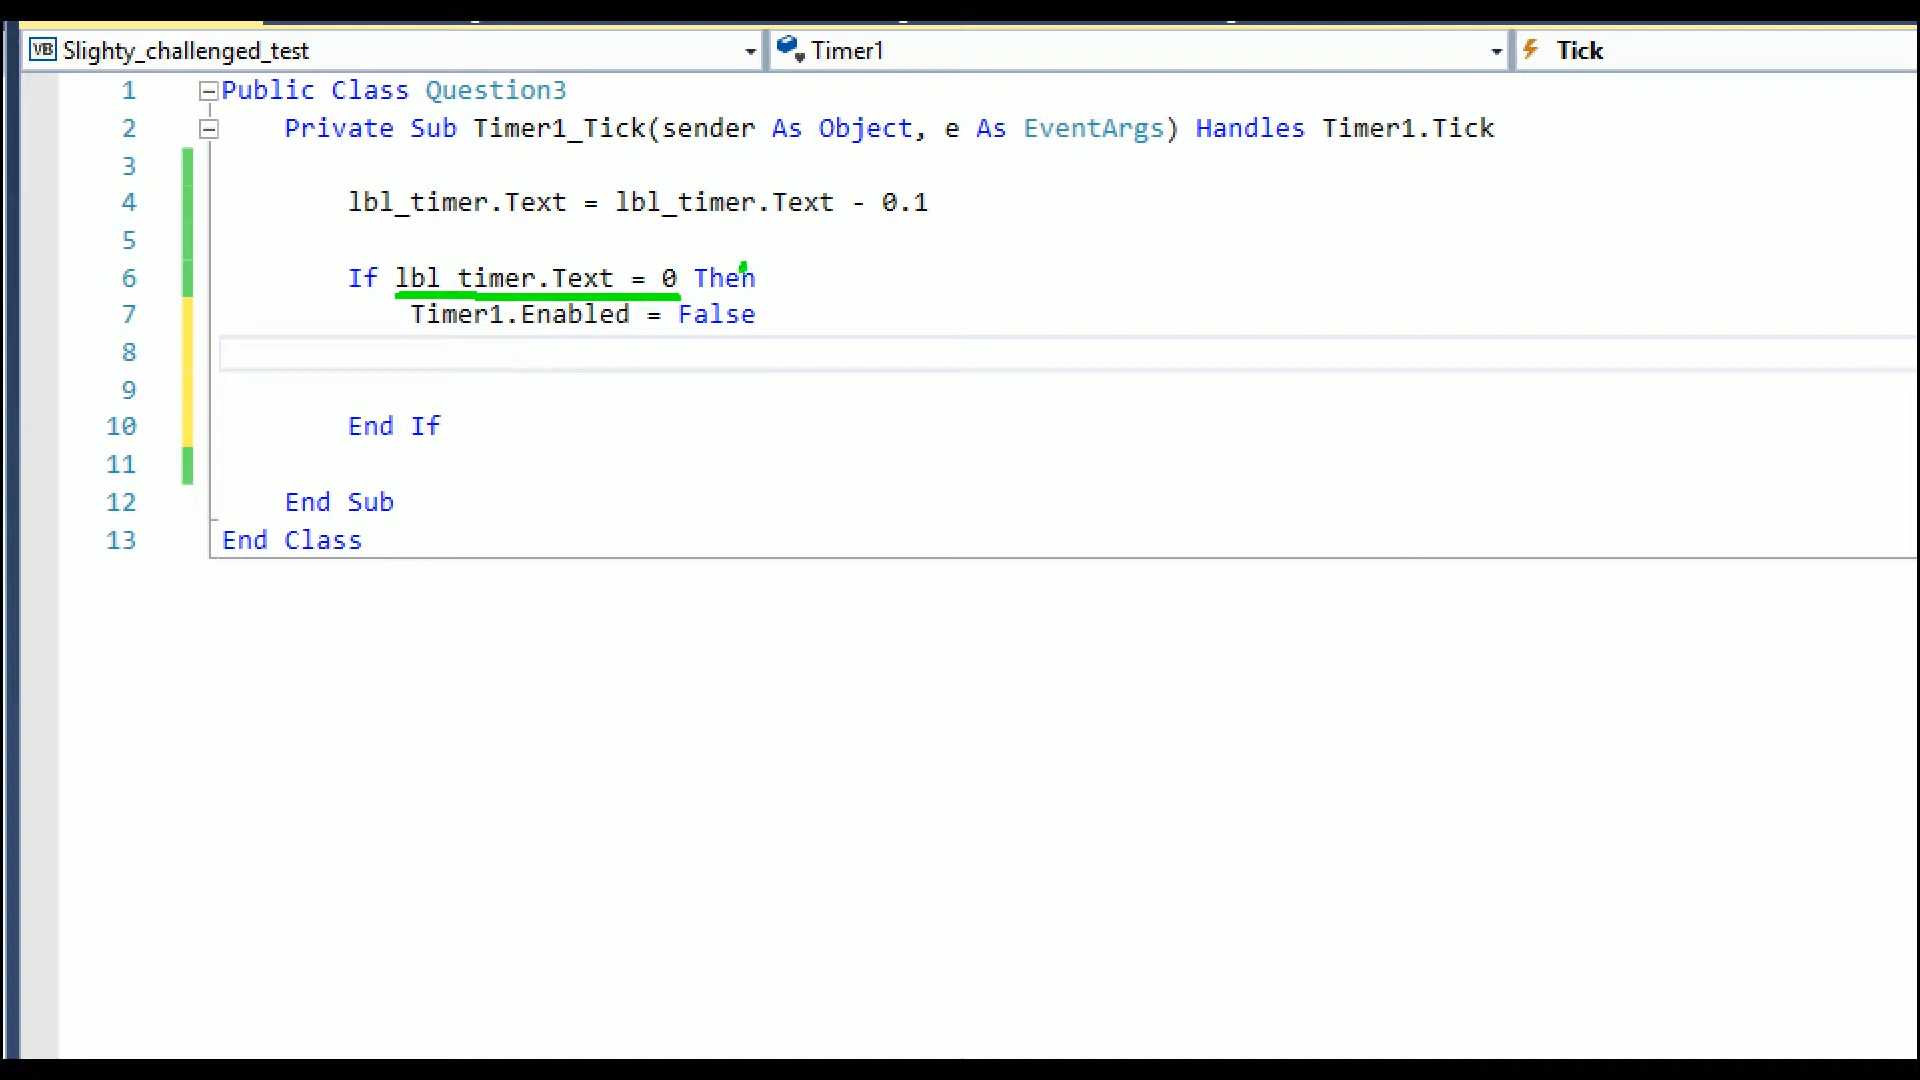 VB Slighty_challenged_test Timer1 Tick
1 Public Class Question3
2 Private Sub Timer1_Tick(sender As Object, e As EventArgs) Handles Timer1.Tick
3
4 lbl_timer.Text = lbl_timer.Text - 0.1
5
6 If lbl_timer.Text = 0 Then
7 Timer1.Enabled = False
8
9
10 End If
11
12 End Sub
13 End Class